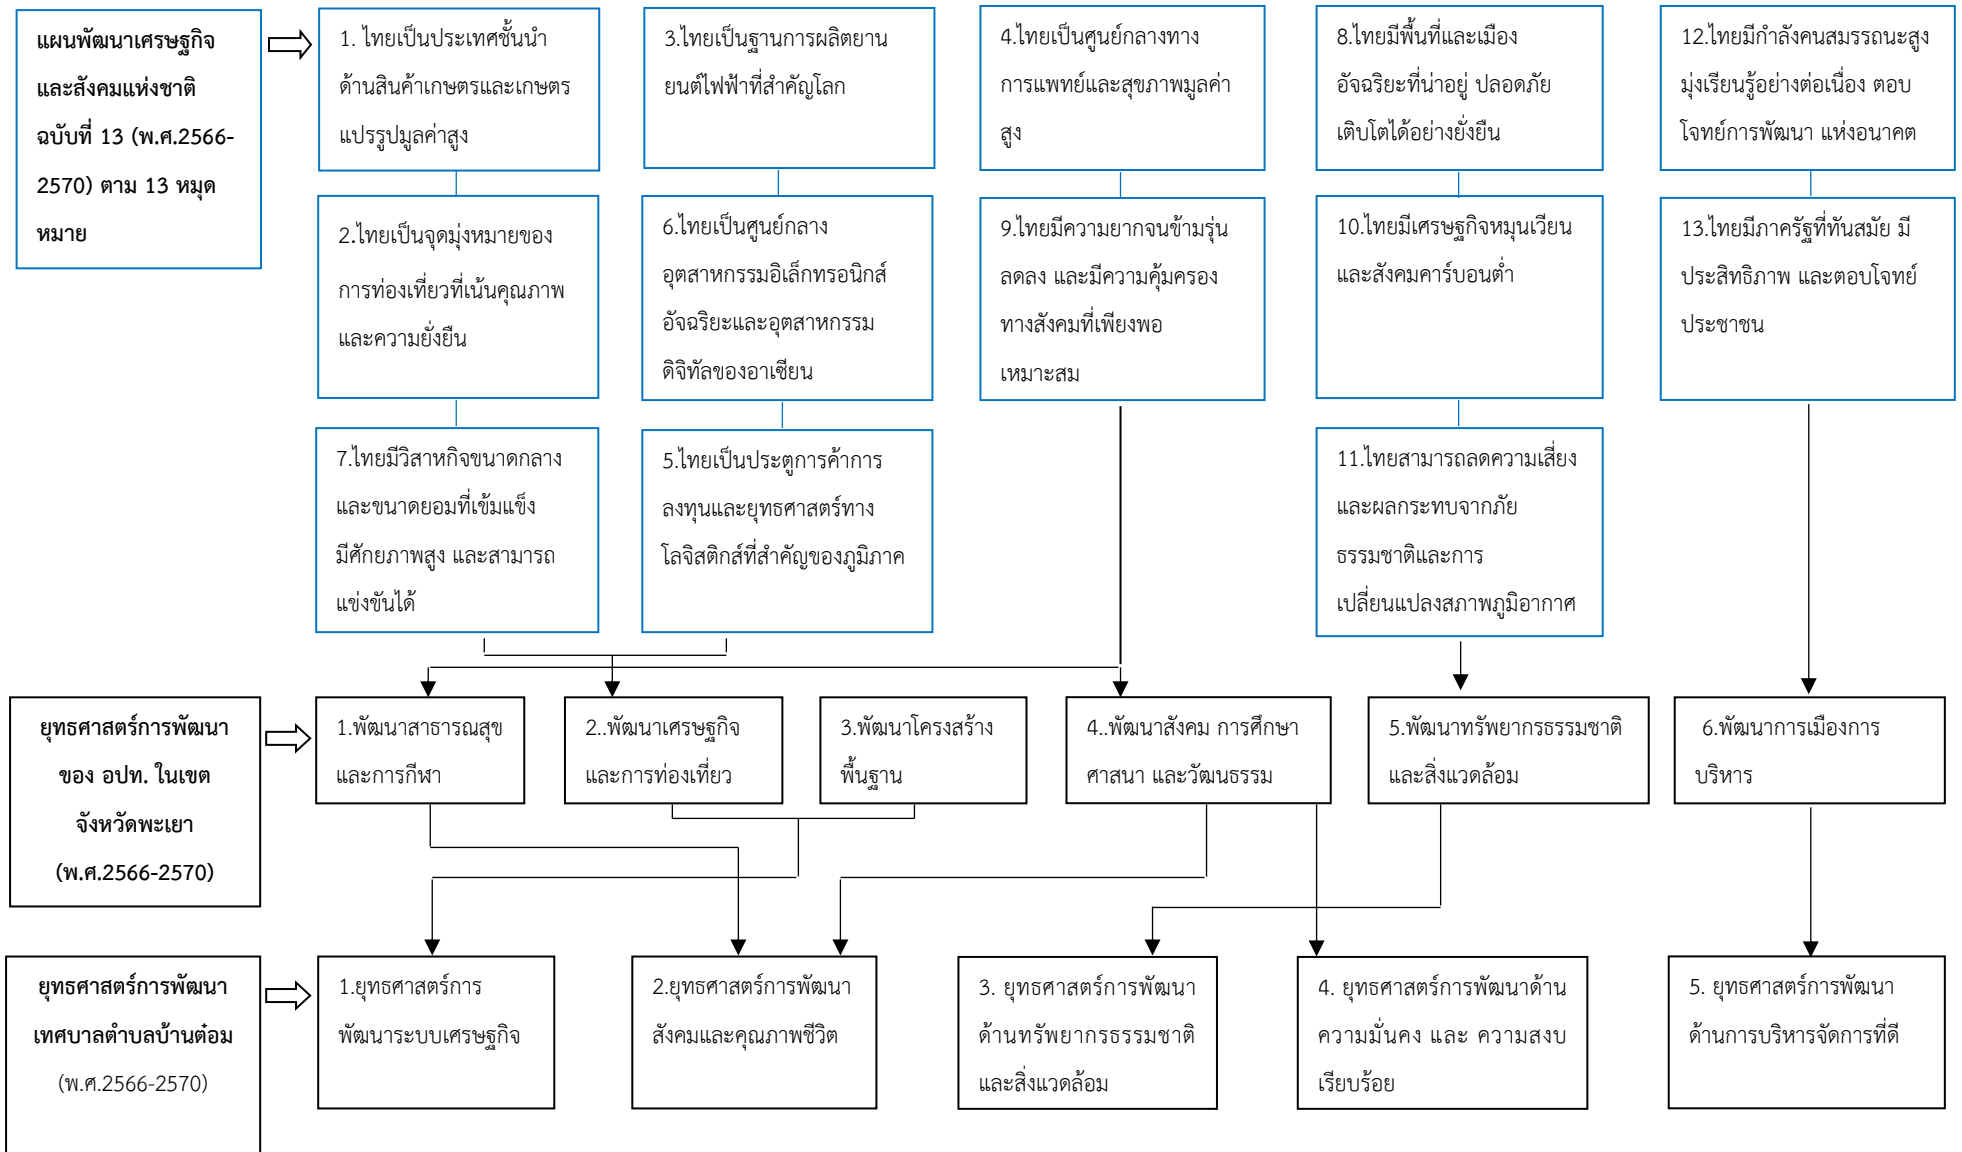 แผนพัฒนาเศรษฐกิจ
และสังคมแห่งชาติ
ฉบับที่ 13 (พ.ศ.2566-
2570) ตาม 13 หมุด
หมาย
1. ไทยเป็นประเทศชั้นนำ
ด้านสินค้าเกษตรและเกษตร
แปรรูปมูลค่าสูง
3.ไทยเป็นฐานการผลิตยาน
ยนต์ไฟฟ้าที่สำคัญโลก
4.ไทยเป็นศูนย์กลางทาง
การแพทย์และสุขภาพมูลค่า
สูง
8.ไทยมีพื้นที่และเมือง
อัจฉริยะที่น่าอยู่ ปลอดภัย
เติบโตได้อย่างยั่งยืน
12.ไทยมีกำลังคนสมรรถนะสูง
มุ่งเรียนรู้อย่างต่อเนื่อง ตอบ
โจทย์การพัฒนา แห่งอนาคต
2.ไทยเป็นจุดมุ่งหมายของ
การท่องเที่ยวที่เน้นคุณภาพ
และความยั่งยืน
6.ไทยเป็นศูนย์กลาง
อุตสาหกรรมอิเล็กทรอนิกส์
อัจฉริยะและอุตสาหกรรม
ดิจิทัลของอาเซียน
9.ไทยมีความยากจนข้ามรุ่น
ลดลง และมีความคุ้มครอง
ทางสังคมที่เพียงพอ
เหมาะสม
10.ไทยมีเศรษฐกิจหมุนเวียน
และสังคมคาร์บอนต่ำ
13.ไทยมีภาครัฐที่ทันสมัย มี
ประสิทธิภาพ และตอบโจทย์
ประชาชน
7.ไทยมีวิสาหกิจขนาดกลาง
และขนาดยอมที่เข้มแข็ง
มีศักยภาพสูง และสามารถ
แข่งขันได้
5.ไทยเป็นประตูการค้าการ
ลงทุนและยุทธศาสตร์ทาง
โลจิสติกส์ที่สำคัญของภูมิภาค
11.ไทยสามารถลดความเสี่ยง
และผลกระทบจากภัย
ธรรมชาติและการ
เปลี่ยนแปลงสภาพภูมิอากาศ
ยุทธศาสตร์การพัฒนา
ของ อปท. ในเขต
จังหวัดพะเยา
(พ.ศ.2566-2570)
1.พัฒนาสาธารณสุข
และการกีฬา
2..พัฒนาเศรษฐกิจ
และการท่องเที่ยว
3.พัฒนาโครงสร้าง
พื้นฐาน
4..พัฒนาสังคม การศึกษา
ศาสนา และวัฒนธรรม
5.พัฒนาทรัพยากรธรรมชาติ
และสิ่งแวดล้อม
6.พัฒนาการเมืองการ
บริหาร
ยุทธศาสตร์การพัฒนา
เทศบาลตำบลบ้านต๋อม
(พ.ศ.2566-2570)
1.ยุทธศาสตร์การ
พัฒนาระบบเศรษฐกิจ
2.ยุทธศาสตร์การพัฒนา
สังคมและคุณภาพชีวิต
3. ยุทธศาสตร์การพัฒนา
ด้านทรัพยากรธรรมชาติ
และสิ่งแวดล้อม
4. ยุทธศาสตร์การพัฒนาด้าน
ความมั่นคง และ ความสงบ
เรียบร้อย
5. ยุทธศาสตร์การพัฒนา
ด้านการบริหารจัดการที่ดี